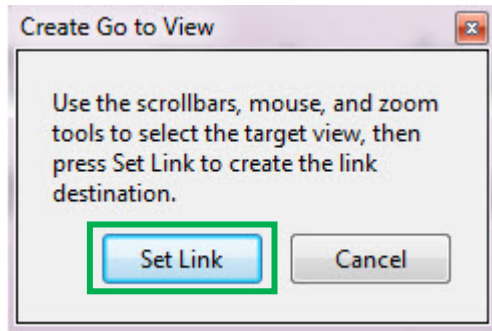 Create Go to View
Use the scrollbars, mouse, and zoom
tools to select the target view, then
press Set Link to create the link
destination.
Set Link Cancel